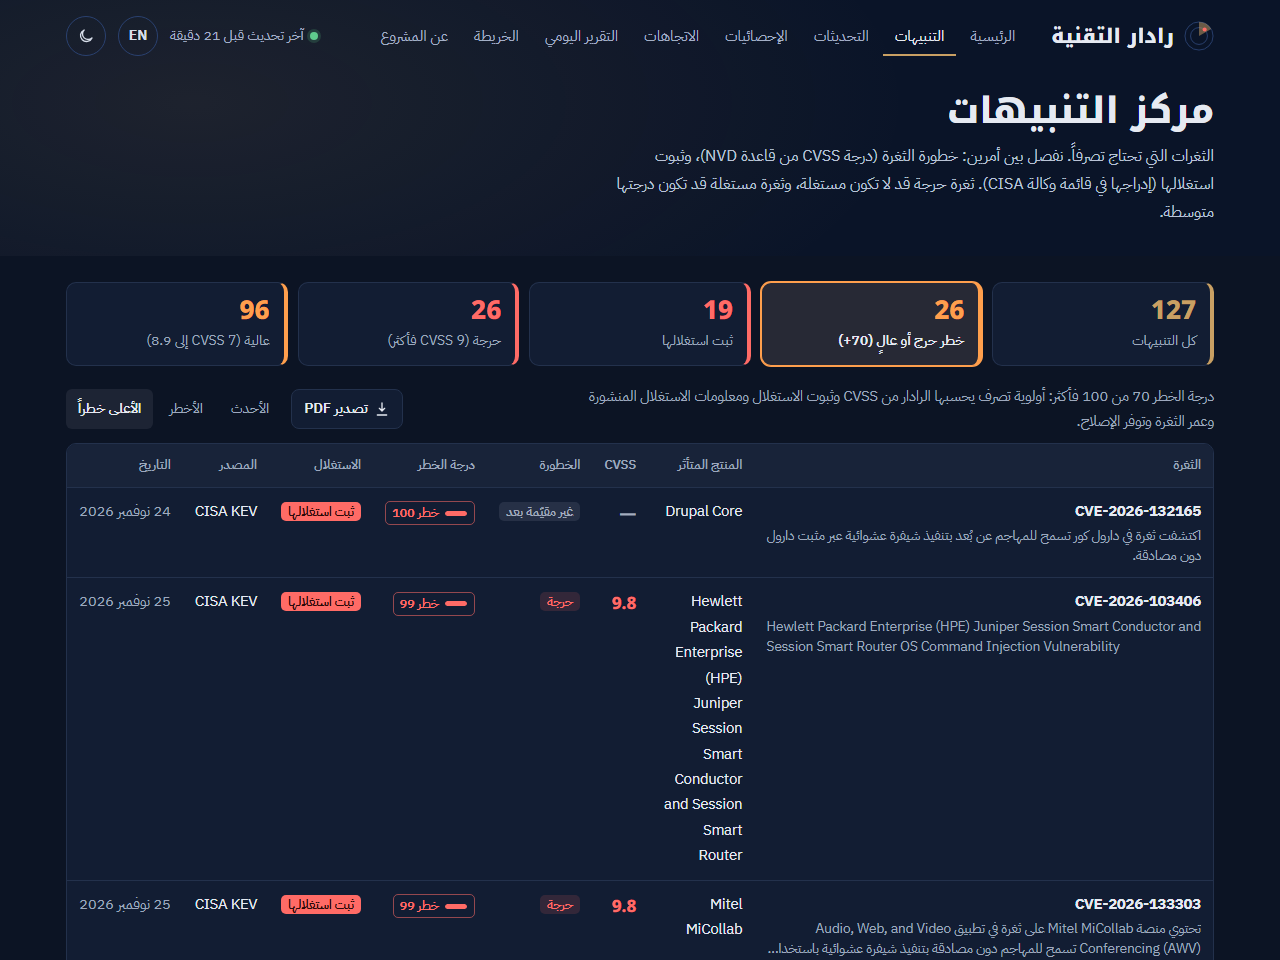 رادار التقنية
الرئيسية
التنبيهات
التحديثات
الإحصائيات
الاتجاهات
التقرير اليومي
الخريطة
عن المشروع
آخر تحديث قبل 21 دقيقة
EN
مركز التنبيهات
الثغرات التي تحتاج تصرفاً. نفصل بين أمرين: خطورة الثغرة (درجة CVSS من قاعدة NVD)، وثبوت
استغلالها (إدراجها في قائمة وكالة CISA). ثغرة حرجة قد لا تكون مستغلة، وثغرة مستغلة قد تكون درجتها
متوسطة.
127
كل التنبيهات
26
خطر حرج أو عالٍ (70+)
19
ثبت استغلالها
26
حرجة (CVSS 9 فأكثر)
96
عالية (CVSS 7 إلى 8.9)
درجة الخطر 70 من 100 فأكثر: أولوية تصرف يحسبها الرادار من CVSS وثبوت الاستغلال ومعلومات الاستغلال المنشورة
وعمر الثغرة وتوفر الإصلاح.
تصدير PDF
الأحدث
الأخطر
الأعلى خطراً
الثغرة
المنتج المتأثر
CVSS
الخطورة
درجة الخطر
الاستغلال
المصدر
التاريخ
CVE-2026-132165
اكتشفت ثغرة في دارول كور تسمح للمهاجم عن بُعد بتنفيذ شيفرة عشوائية عبر مثبت دارول
دون مصادقة.
Drupal Core
—
غير مقيّمة بعد
خطر 100
ثبت استغلالها
CISA KEV
24 نوفمبر 2026
CVE-2026-103406
Hewlett Packard Enterprise (HPE) Juniper Session Smart Conductor and
Session Smart Router OS Command Injection Vulnerability
Hewlett
Packard
Enterprise
(HPE)
Juniper
Session
Smart
Conductor
and Session
Smart
Router
9.8
حرجة
خطر 99
ثبت استغلالها
CISA KEV
25 نوفمبر 2026
CVE-2026-133303
تحتوي منصة Mitel MiCollab على ثغرة في تطبيق Audio, Web, and Video
Conferencing (AWV) تسمح للمهاجم دون مصادقة بتنفيذ شيفرة عشوائية باستخدا...
Mitel
MiCollab
9.8
حرجة
خطر 99
ثبت استغلالها
CISA KEV
25 نوفمبر 2026